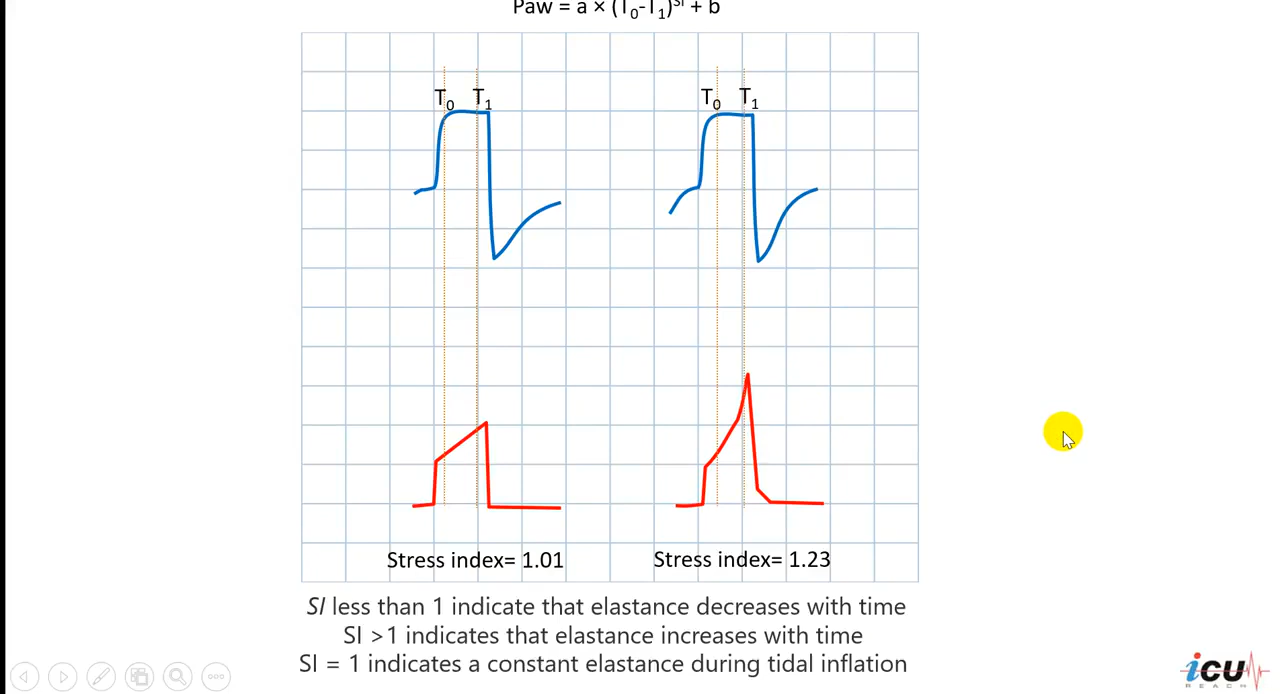 Paw = a × (T₀-T₁)ˢᴵ + b
T₀ T₁ T₀ T₁
Stress index= 1.01 Stress index= 1.23
SI less than 1 indicate that elastance decreases with time
SI >1 indicates that elastance increases with time
SI = 1 indicates a constant elastance during tidal inflation
iCU
REACH